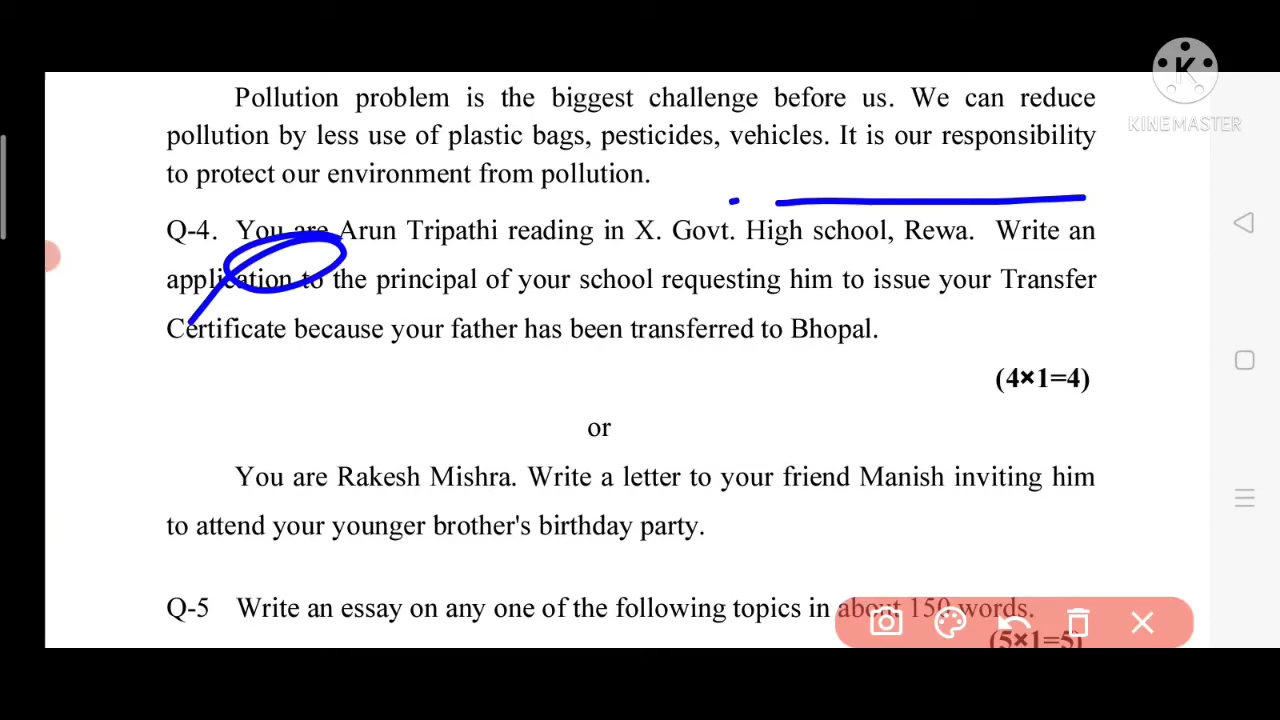 KINEMASTER
Pollution problem is the biggest challenge before us. We can reduce
pollution by less use of plastic bags, pesticides, vehicles. It is our responsibility
to protect our environment from pollution.
Q-4. You are Arun Tripathi reading in X. Govt. High school, Rewa. Write an
application to the principal of your school requesting him to issue your Transfer
Certificate because your father has been transferred to Bhopal.
(4×1=4)
or
You are Rakesh Mishra. Write a letter to your friend Manish inviting him
to attend your younger brother's birthday party.
Q-5 Write an essay on any one of the following topics in about 150 words.
(5×1=5)